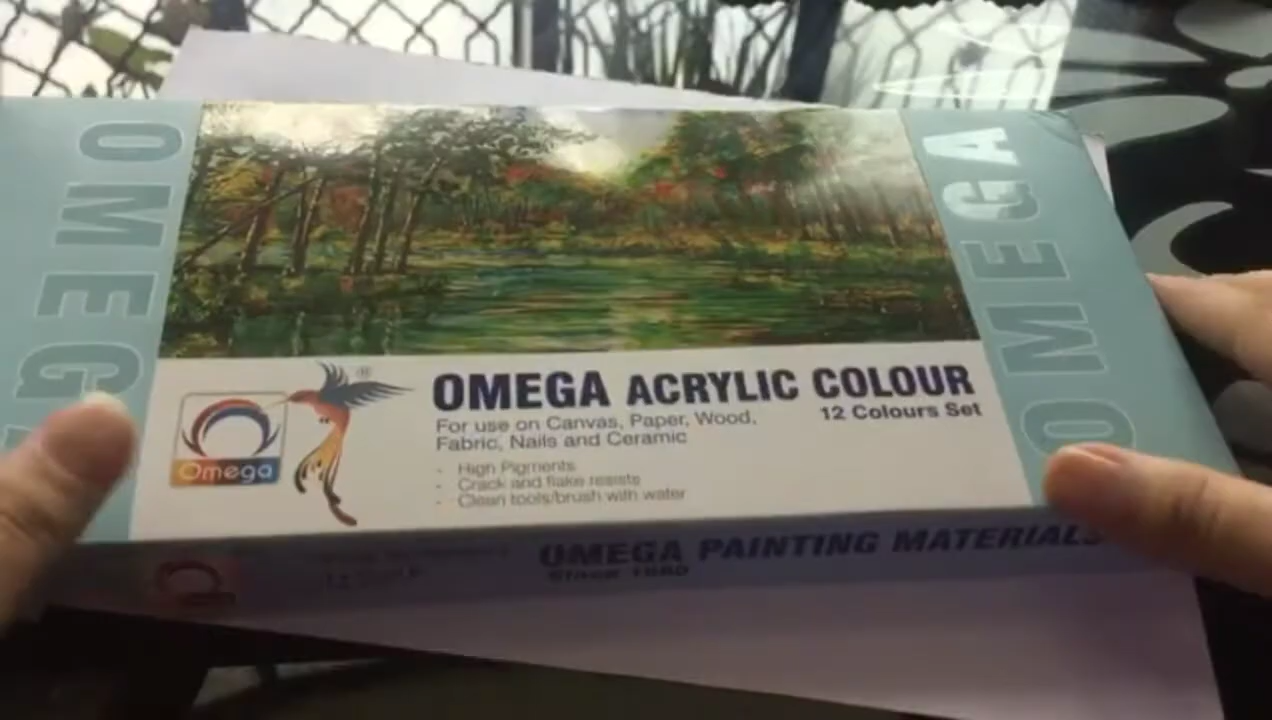 OMEGA
OMEGA
®
Omega
OMEGA ACRYLIC COLOUR
12 Colours Set
For use on Canvas, Paper, Wood,
Fabric, Nails and Ceramic
- High Pigments
- Crack and flake resists
- Clean tools/brush with water
OMEGA PAINTING MATERIALS
Since